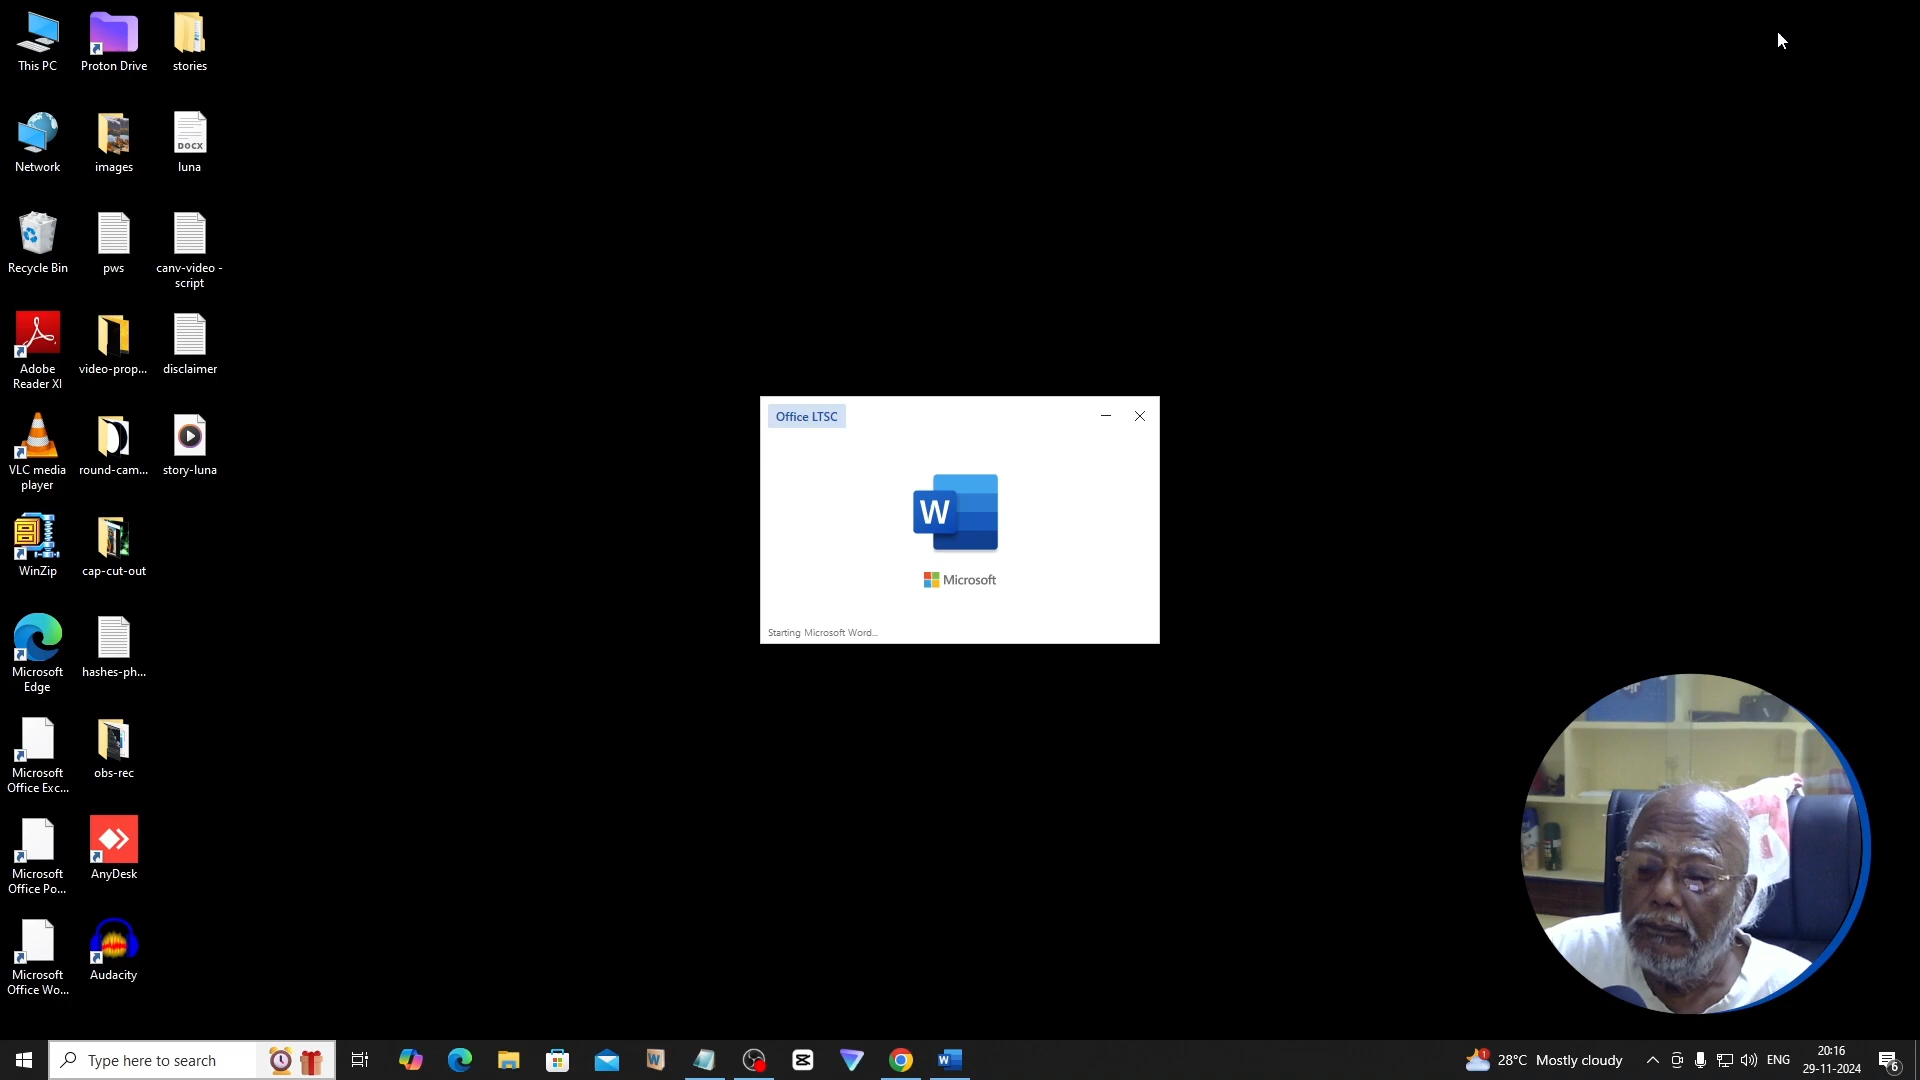 This PC
Proton Drive
stories
Network
images
DOCX
luna
Recycle Bin
pws
canv-video -
script
Adobe
Reader XI
video-prop...
disclaimer
VLC media
player
round-cam...
story-luna
WinZip
cap-cut-out
Microsoft
Edge
hashes-ph...
Microsoft
Office Exc...
obs-rec
Microsoft
Office Po...
AnyDesk
Microsoft
Office Wo...
Audacity
Office LTSC
W
Microsoft
Starting Microsoft Word...
Type here to search
W
W
1
28°C Mostly cloudy
ENG
20:16
29-11-2024
6